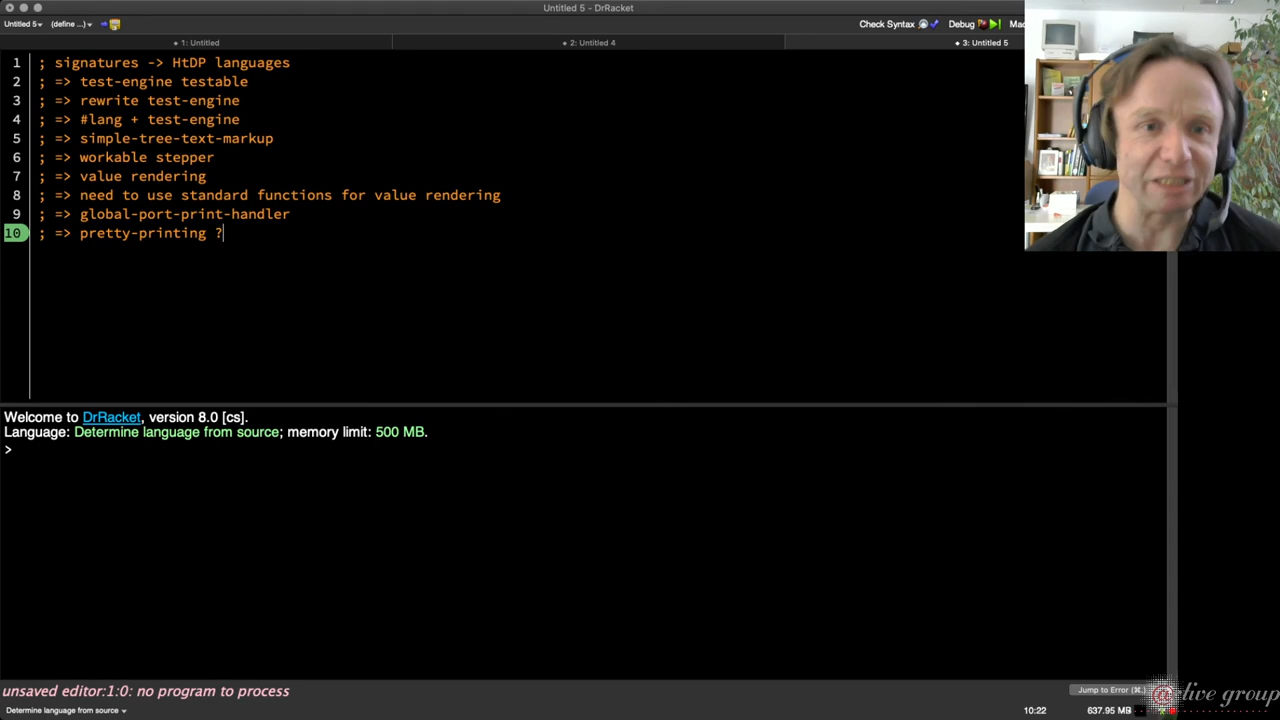 Untitled 5 - DrRacket
Untitled 5 (define ...) Check Syntax Debug Mac
1: Untitled 2: Untitled 4 3: Untitled 5
1 ; signatures -> HtDP languages
2 ; => test-engine testable
3 ; => rewrite test-engine
4 ; => #lang + test-engine
5 ; => simple-tree-text-markup
6 ; => workable stepper
7 ; => value rendering
8 ; => need to use standard functions for value rendering
9 ; => global-port-print-handler
10 ; => pretty-printing ?
Welcome to DrRacket, version 8.0 [cs].
Language: Determine language from source; memory limit: 500 MB.
>
unsaved editor:1:0: no program to process
Jump to Error (⌘.)
live group
Determine language from source 10:22 637.95 MB